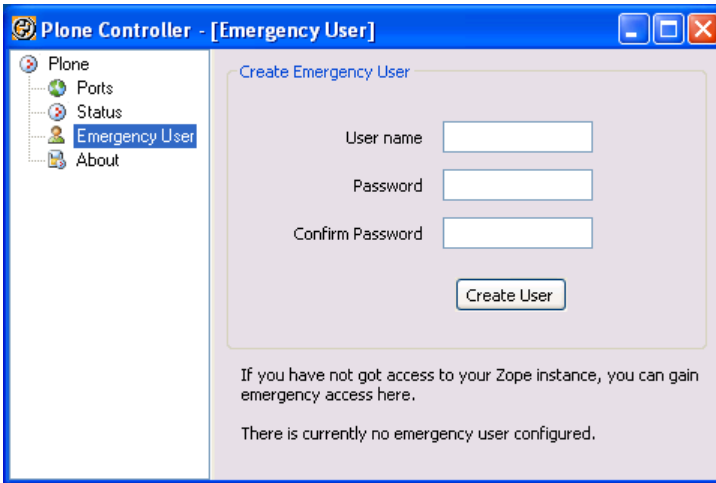 Plone Controller - [Emergency User]
Plone
Ports
Status
Emergency User
About
Create Emergency User
User name
Password
Confirm Password
Create User
If you have not got access to your Zope instance, you can gain
emergency access here.
There is currently no emergency user configured.